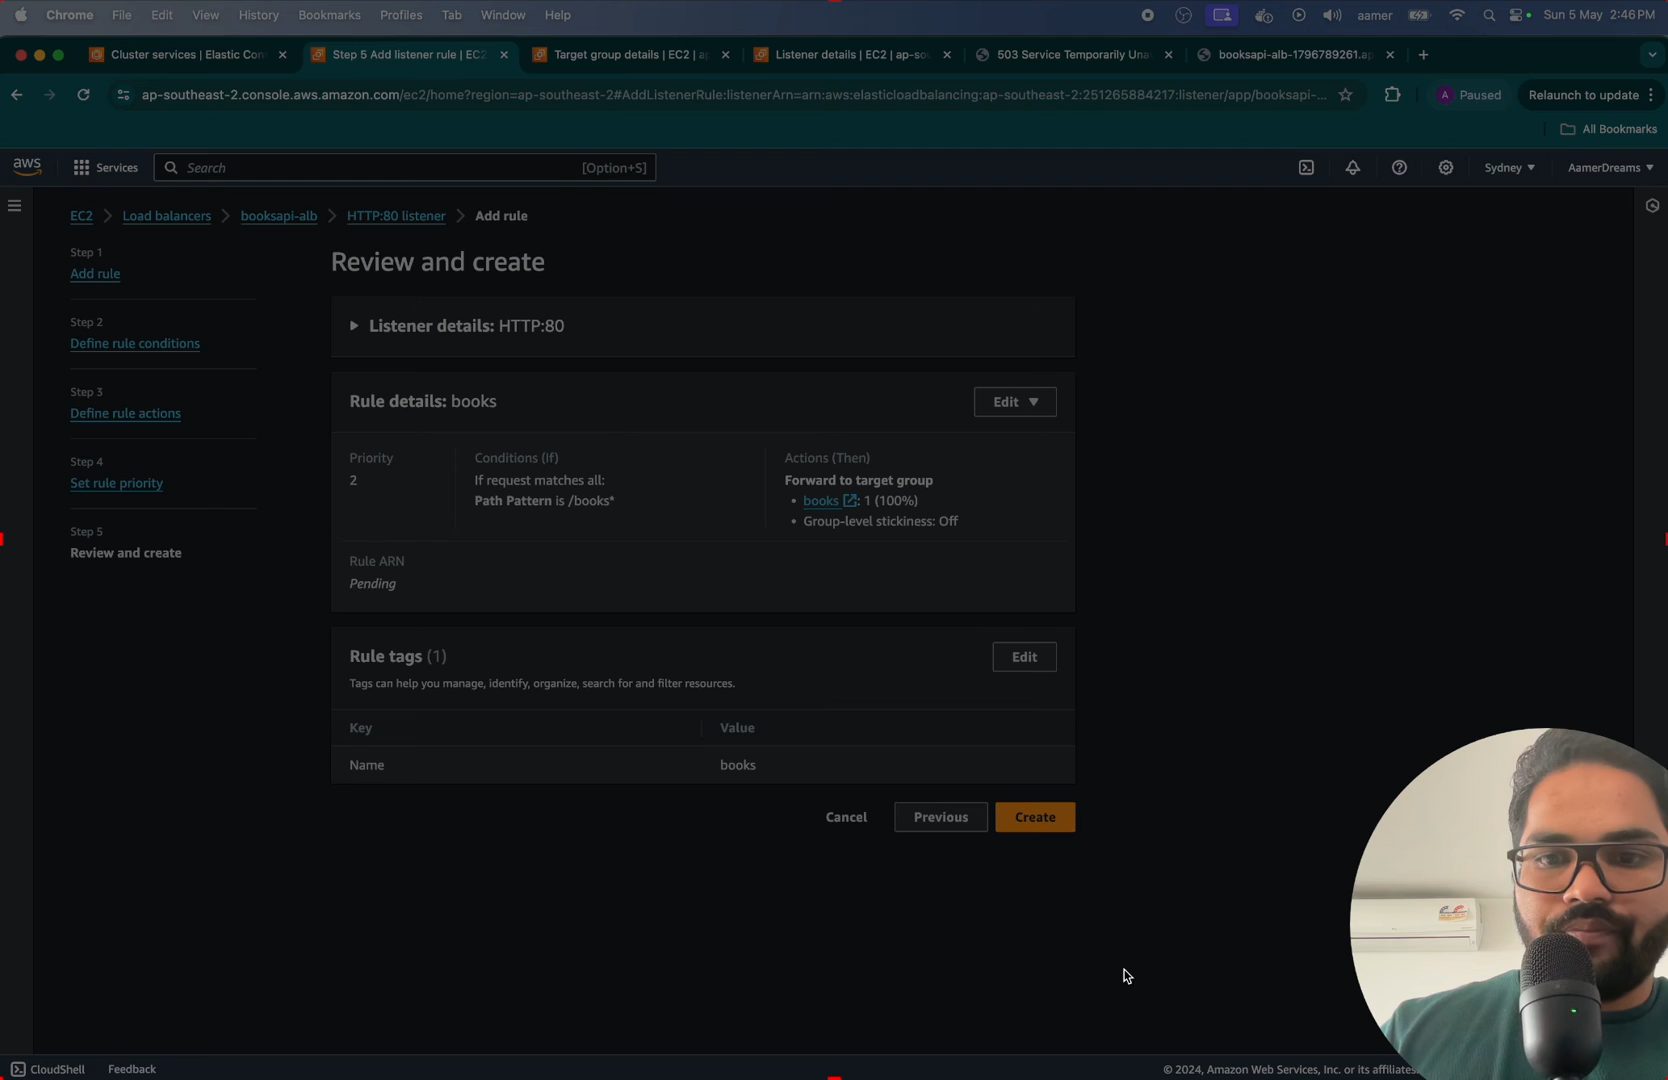 Chrome File Edit View History Bookmarks Profiles Tab Window Help aamer Sun 5 May 2:46 PM
Cluster services | Elastic Con Step 5 Add listener rule | EC2 Target group details | EC2 | ap Listener details | EC2 | ap-sou 503 Service Temporarily Una booksapi-alb-1796789261.ap
ap-southeast-2.console.aws.amazon.com/ec2/home?region=ap-southeast-2#AddListenerRule:listenerArn=arn:aws:elasticloadbalancing:ap-southeast-2:251265884217:listener/app/booksapi-... A Paused Relaunch to update
All Bookmarks
aws Services Search [Option+S] Sydney AamerDreams
EC2 Load balancers booksapi-alb HTTP:80 listener Add rule
Step 1
Add rule
Step 2
Define rule conditions
Step 3
Define rule actions
Step 4
Set rule priority
Step 5
Review and create
Review and create
Listener details: HTTP:80
Rule details: books
Edit
Priority
2
Conditions (If)
If request matches all:
Path Pattern is /books*
Actions (Then)
Forward to target group
• books : 1 (100%)
• Group-level stickiness: Off
Rule ARN
Pending
Rule tags (1)
Edit
Tags can help you manage, identify, organize, search for and filter resources.
Key Value
Name books
Cancel Previous Create
CloudShell Feedback © 2024, Amazon Web Services, Inc. or its affiliates